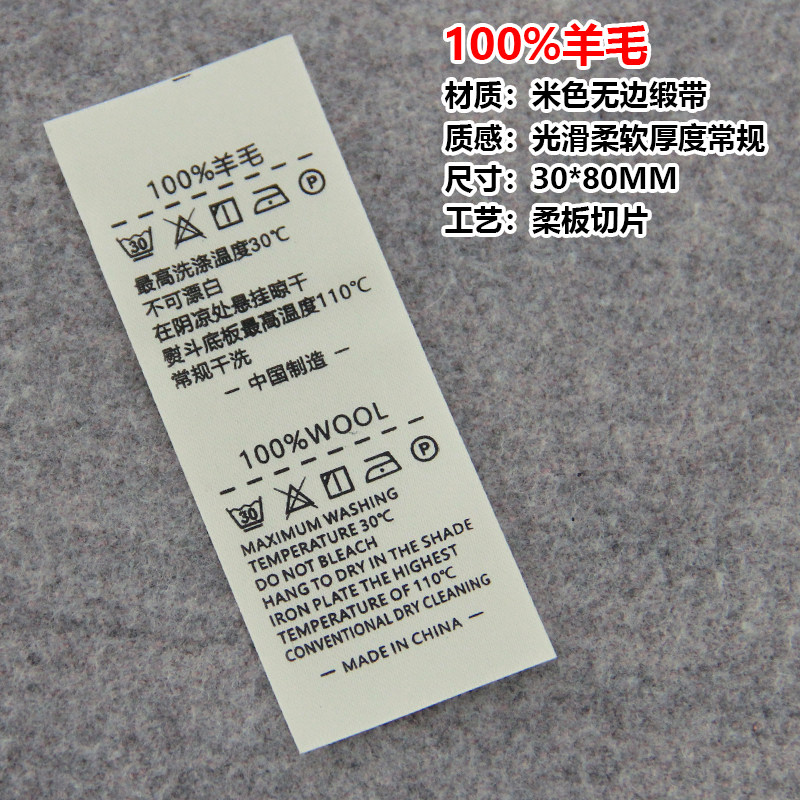 100%羊毛
材质：米色无边缎带
质感：光滑柔软厚度常规
尺寸：30*80MM
工艺：柔板切片
100%羊毛
30
P
最高洗涤温度30℃
不可漂白
在阴凉处悬挂晾干
熨斗底板最高温度110℃
常规干洗
— 中国制造 —
100%WOOL
30
P
MAXIMUM WASHING
TEMPERATURE 30℃
DO NOT BLEACH
HANG TO DRY IN THE SHADE
IRON PLATE THE HIGHEST
TEMPERATURE OF 110℃
CONVENTIONAL DRY CLEANING
— MADE IN CHINA —